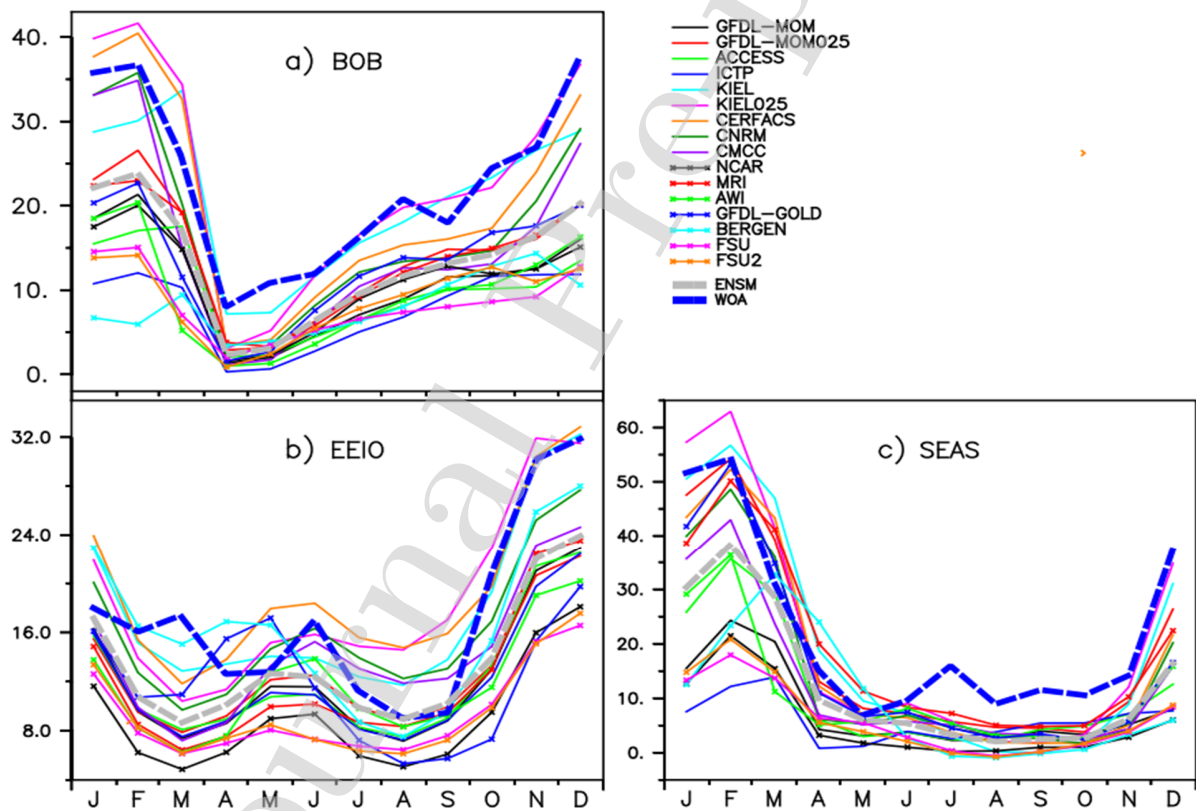 a) BOB
40.
30.
20.
10.
0.
GFDL-MOM
GFDL-MOM025
ACCESS
ICTP
KIEL
KIEL025
CERFACS
CNRM
CMCC
NCAR
MRI
AWI
GFDL-GOLD
BERGEN
FSU
FSU2
ENSM
WOA
b) EEIO
32.0
24.0
16.0
8.0
J F M A M J J A S O N D
c) SEAS
60.
50.
40.
30.
20.
10.
0.
J F M A M J J A S O N D
Journal Pre-p